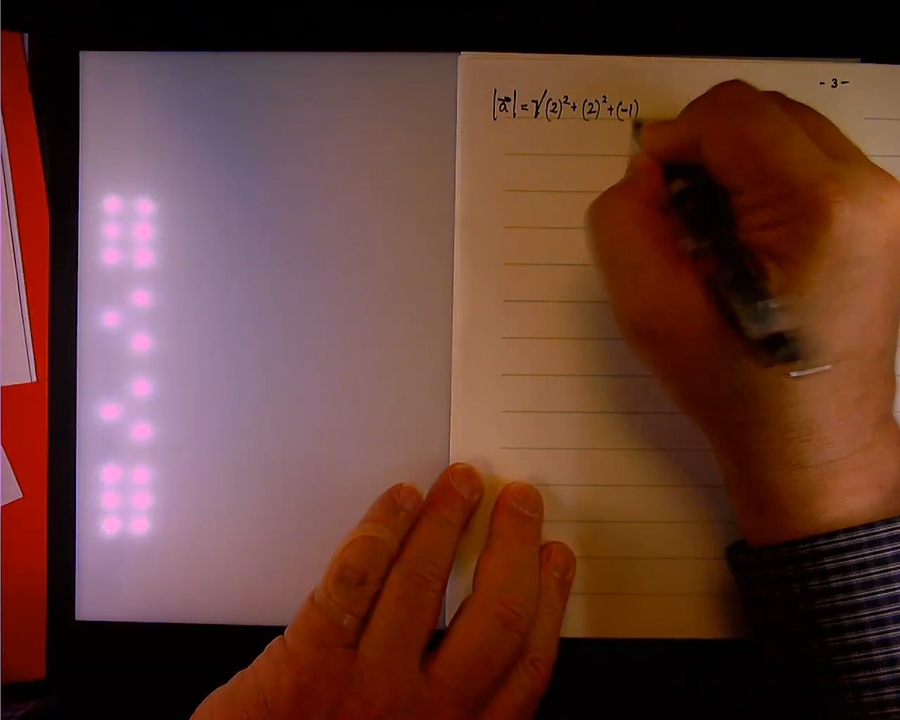 - 3 -
|a⃗| = √(2)² + (2)² + (-1)